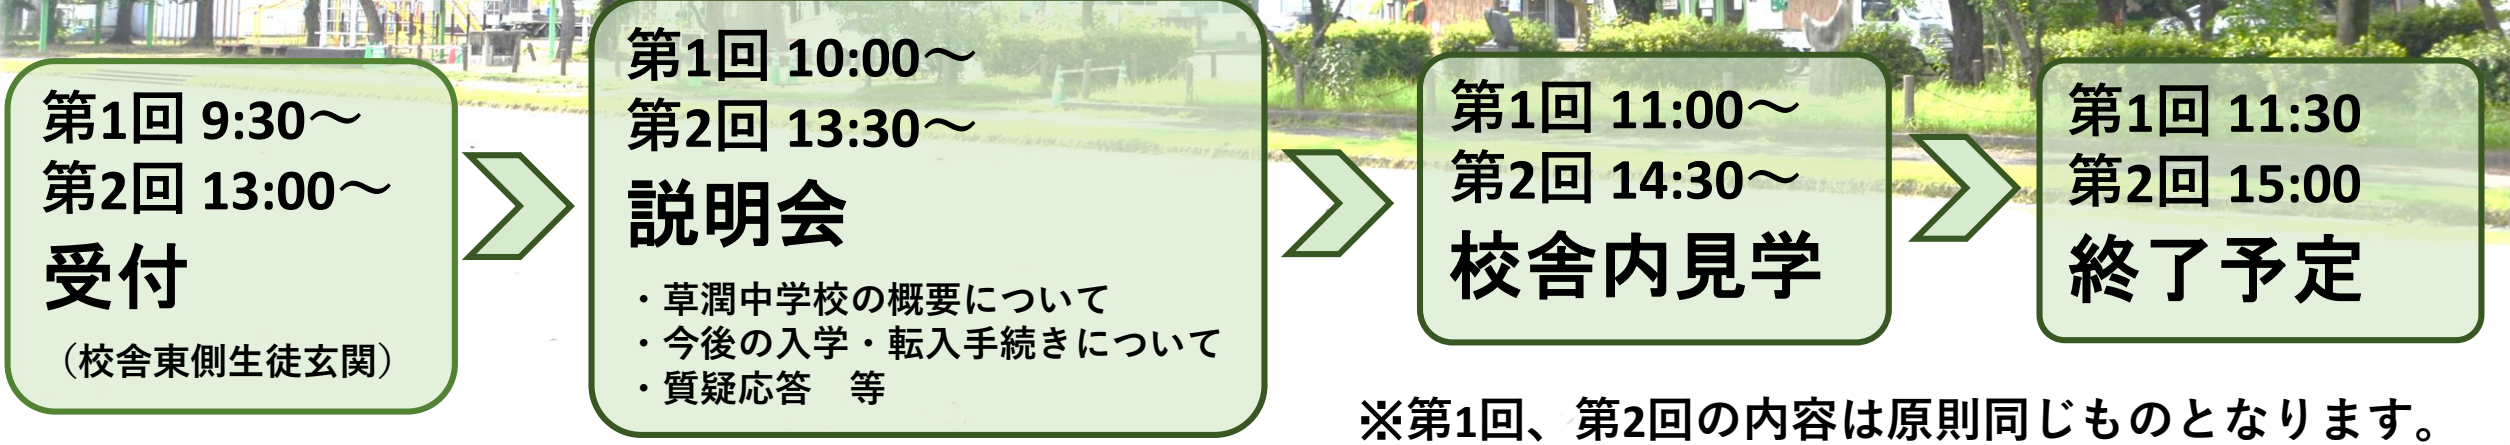 第1回 9:30～
第2回 13:00～
受付
（校舎東側生徒玄関）
第1回 10:00～
第2回 13:30～
説明会
・草潤中学校の概要について
・今後の入学・転入手続きについて
・質疑応答　等
第1回 11:00～
第2回 14:30～
校舎内見学
第1回 11:30
第2回 15:00
終了予定
※第1回、第2回の内容は原則同じものとなります。